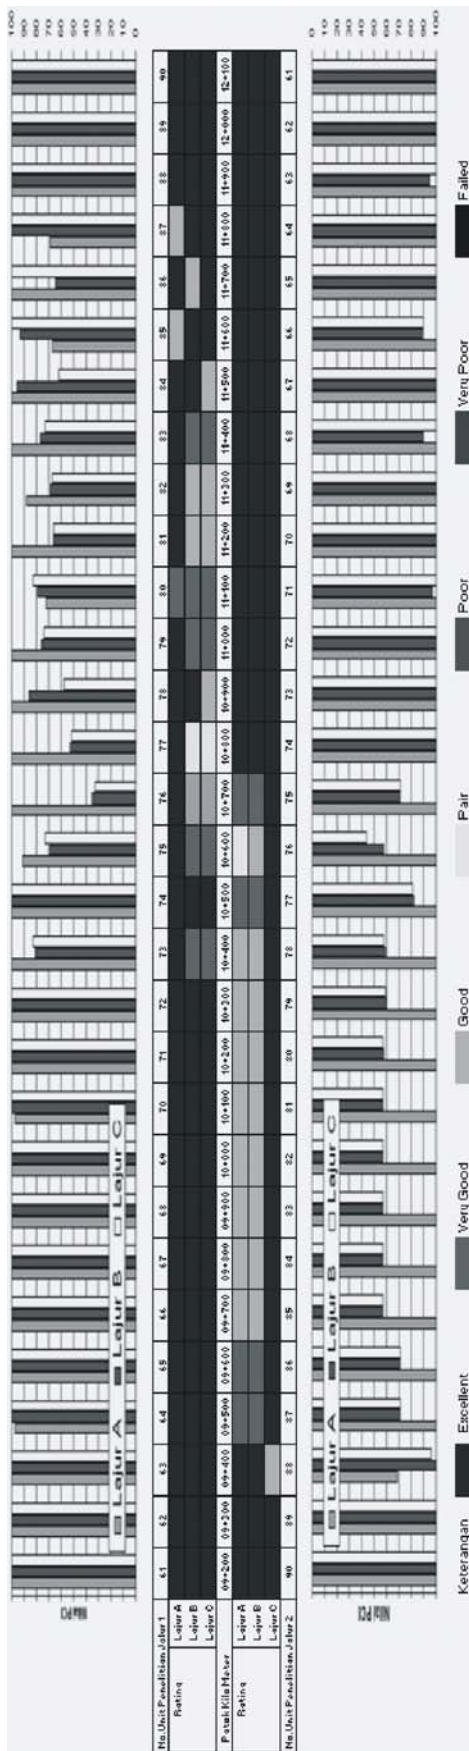 100
90
80
70
60
50
40
30
20
10
0
Nilai PCI
Lajur A Lajur B Lajur C
No. Unit Penelitian Jalur 1 61 62 63 64 65 66 67 68 69 70 71 72 73 74 75 76 77 78 79 80 81 82 83 84 85 86 87 88 89 90
Rating
Lajur A
Lajur B
Lajur C
Patok Kilo Meter 09+200 09+300 09+400 09+500 09+600 09+700 09+800 09+900 10+000 10+100 10+200 10+300 10+400 10+500 10+600 10+700 10+800 10+900 11+000 11+100 11+200 11+300 11+400 11+500 11+600 11+700 11+800 11+900 12+000 12+100
Rating
Lajur A
Lajur B
Lajur C
No. Unit Penelitian Jalur 2 90 89 88 87 86 85 84 83 82 81 80 79 78 77 76 75 74 73 72 71 70 69 68 67 66 65 64 63 62 61
0
10
20
30
40
50
60
70
80
90
100
Nilai PCI
Lajur A Lajur B Lajur C
Keterangan Excellent Very Good Good Pair Poor Very Poor Failed